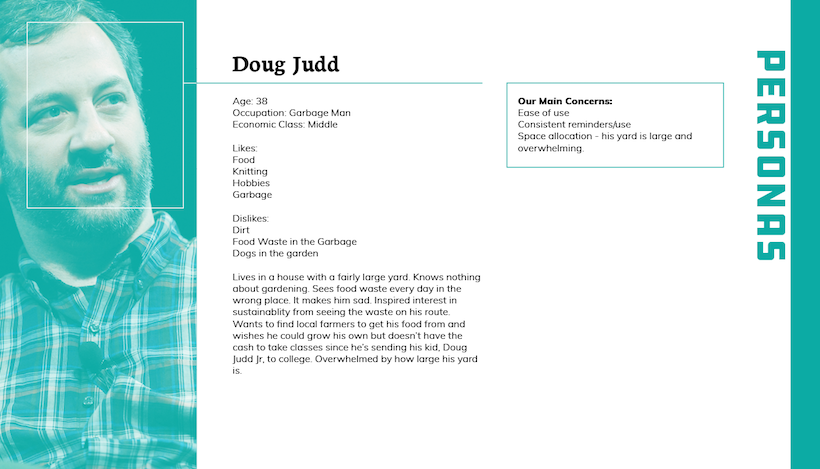 Doug Judd
Age: 38
Occupation: Garbage Man
Economic Class: Middle
Likes:
Food
Knitting
Hobbies
Garbage
Dislikes:
Dirt
Food Waste in the Garbage
Dogs in the garden
Lives in a house with a fairly large yard. Knows nothing
about gardening. Sees food waste every day in the
wrong place. It makes him sad. Inspired interest in
sustainablity from seeing the waste on his route.
Wants to find local farmers to get his food from and
wishes he could grow his own but doesn't have the
cash to take classes since he's sending his kid, Doug
Judd Jr, to college. Overwhelmed by how large his yard
is.
Our Main Concerns:
Ease of use
Consistent reminders/use
Space allocation - his yard is large and
overwhelming.
PERSONAS